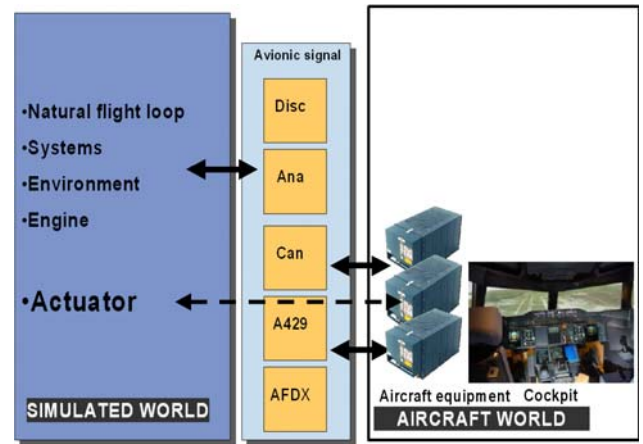 Avionic signal
•Natural flight loop
•Systems
•Environment
•Engine
•Actuator
SIMULATED WORLD
Disc
Ana
Can
A429
AFDX
Aircraft equipment Cockpit
AIRCRAFT WORLD